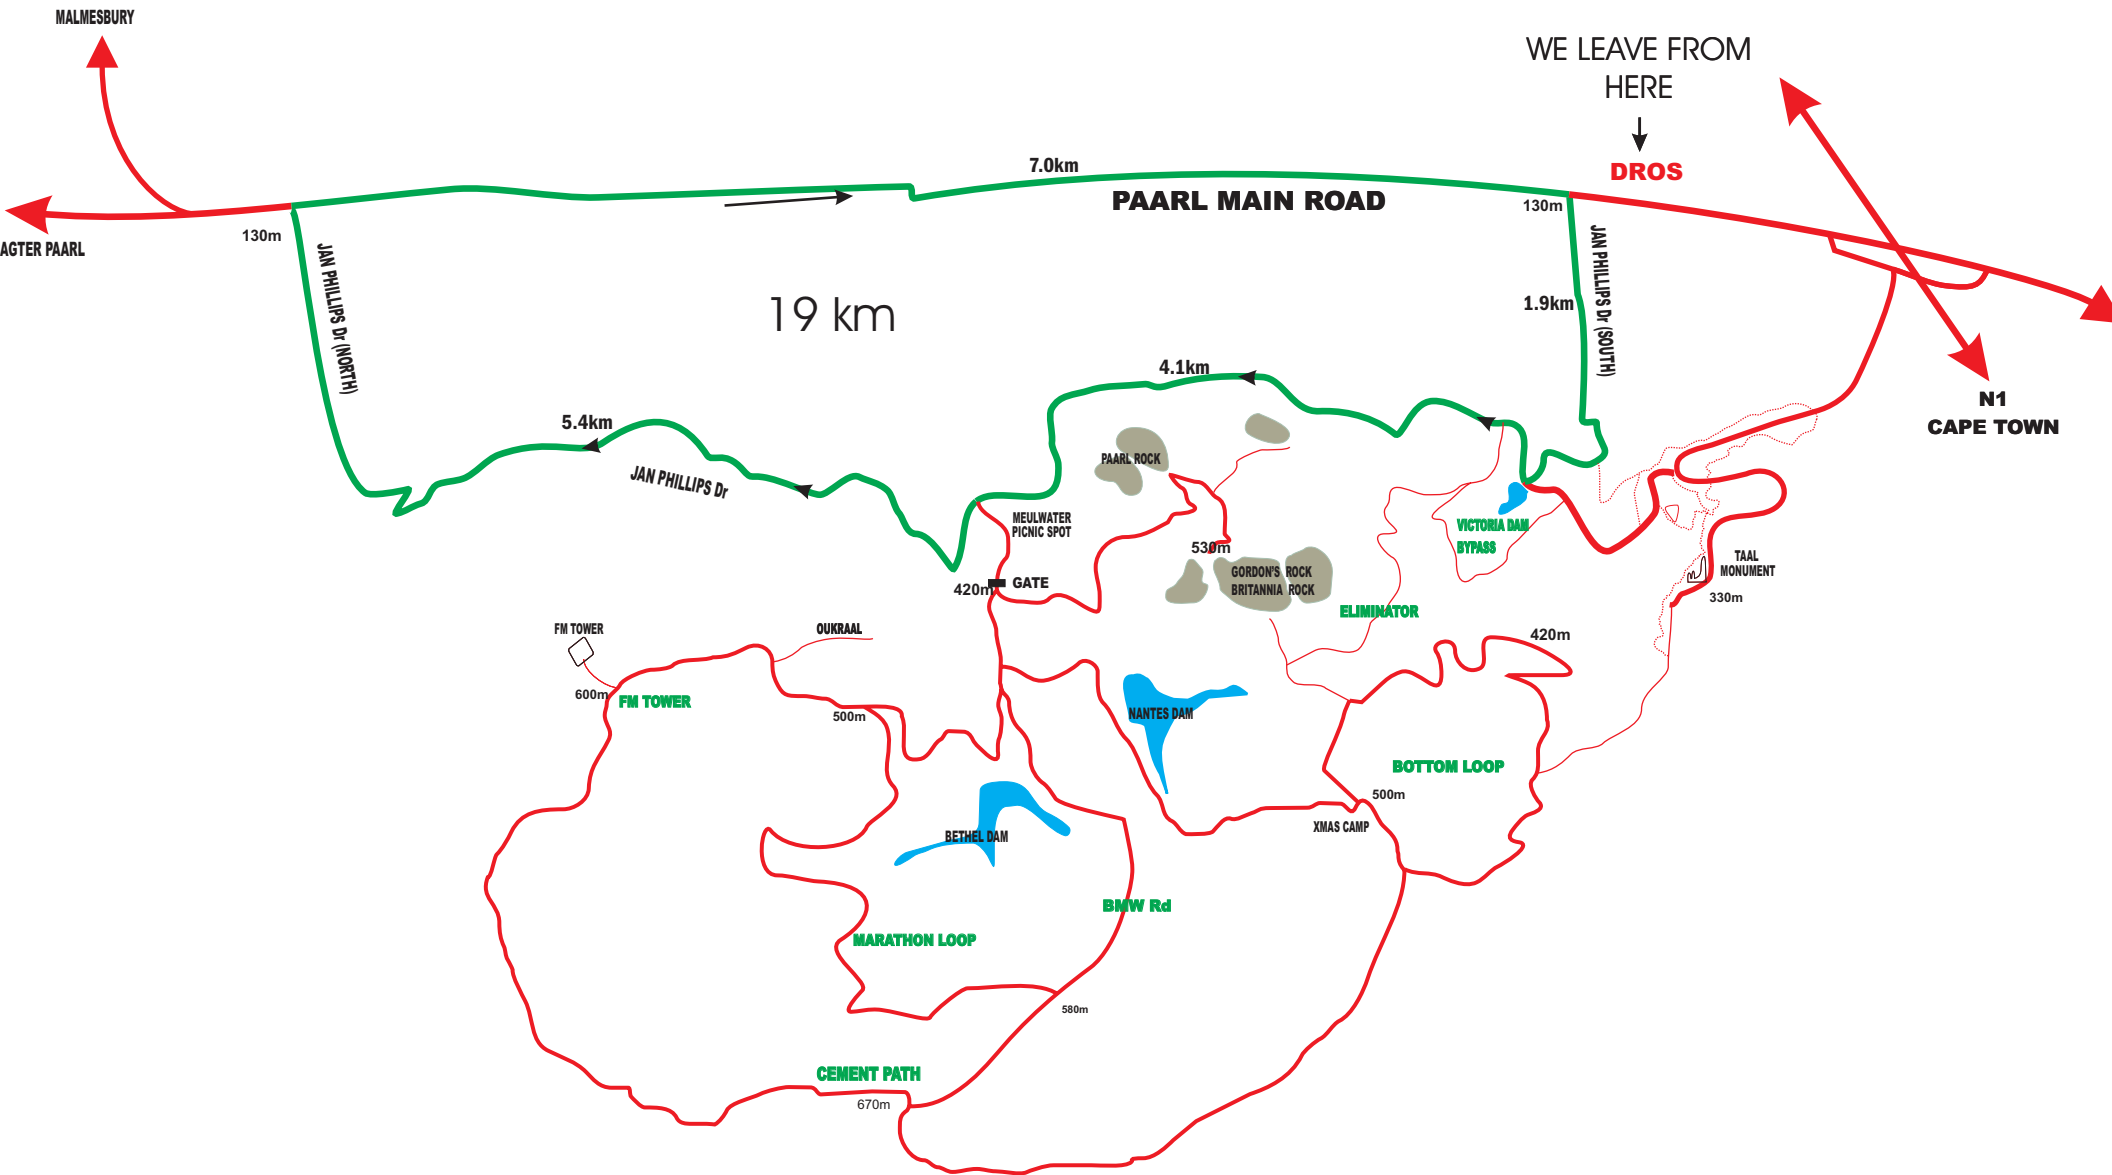 MALMESBURY
WE LEAVE FROM
HERE
DROS
7.0km
PAARL MAIN ROAD
130m
130m
AGTER PAARL
JAN PHILLIPS Dr (NORTH)
JAN PHILLIPS Dr (SOUTH)
1.9km
19 km
4.1km
N1
CAPE TOWN
5.4km
JAN PHILLIPS Dr
PAARL ROCK
MEULWATER
PICNIC SPOT
VICTORIA DAM
BYPASS
530m
GORDON'S ROCK
BRITANNIA ROCK
TAAL
MONUMENT
330m
420m
GATE
ELIMINATOR
FM TOWER
OUKRAAL
420m
600m
FM TOWER
500m
NANTES DAM
BOTTOM LOOP
500m
XMAS CAMP
BETHEL DAM
BMW Rd
MARATHON LOOP
580m
CEMENT PATH
670m